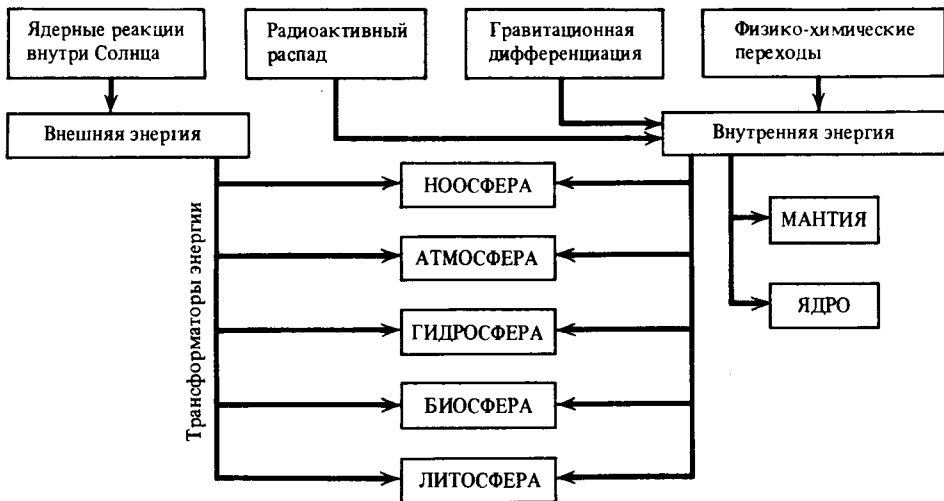 Ядерные реакции
внутри Солнца
Радиоактивный
распад
Гравитационная
дифференциация
Физико-химические
переходы
Внешняя энергия
Внутренняя энергия
Трансформаторы энергии
НООСФЕРА
АТМОСФЕРА
ГИДРОСФЕРА
БИОСФЕРА
ЛИТОСФЕРА
МАНТИЯ
ЯДРО